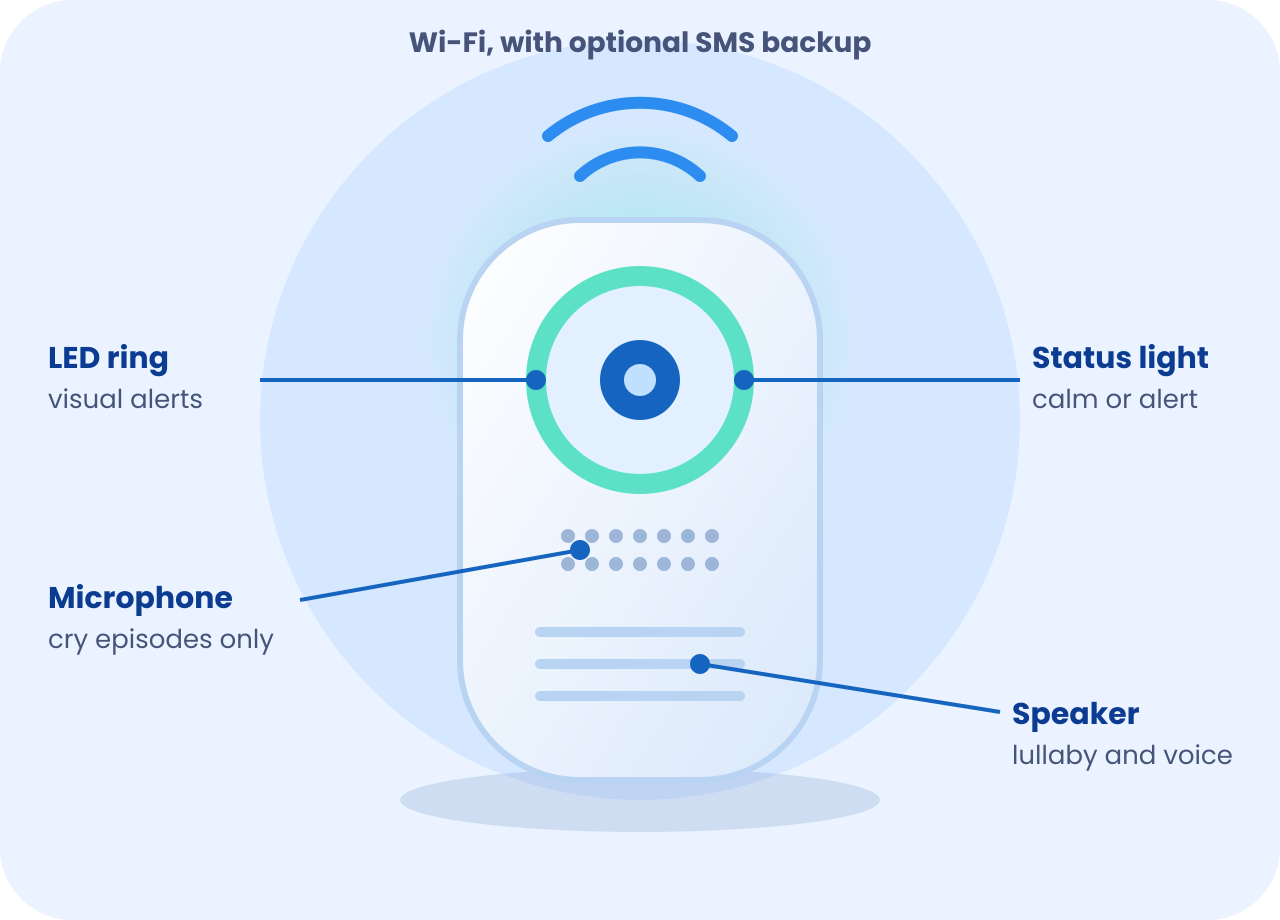 Wi-Fi, with optional SMS backup
LED ring
visual alerts
Status light
calm or alert
Microphone
cry episodes only
Speaker
lullaby and voice